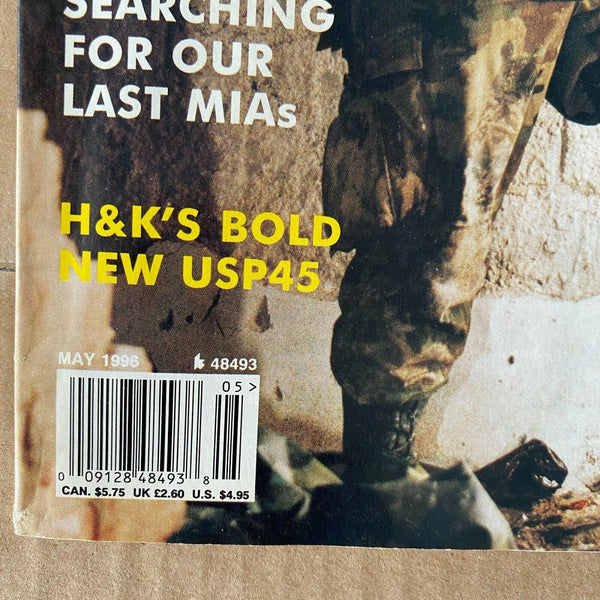 SEARCHING
FOR OUR
LAST MIAs
H&K'S BOLD
NEW USP45
MAY 1996 48493
05>
0 09128 48493 8
CAN. $5.75 UK £2.60 U.S. $4.95